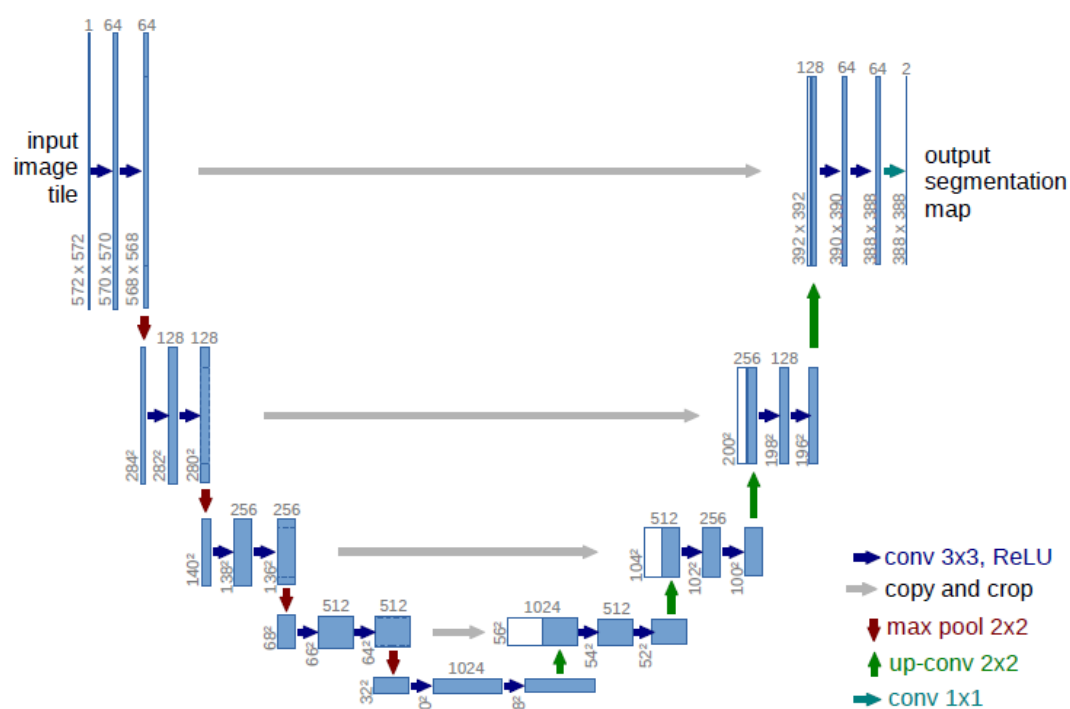 1 64 64
128 64 64 2
input
image
tile
output
segmentation
map
572 x 572
570 x 570
568 x 568
392 x 392
390 x 390
388 x 388
388 x 388
128 128
256 128
284²
282²
280²
200²
198²
196²
256 256
512 256
140²
138²
136²
104²
102²
100²
512 512
1024 512
68²
66²
64²
56²
54²
52²
1024
32²
0²
8²
conv 3x3, ReLU
copy and crop
max pool 2x2
up-conv 2x2
conv 1x1